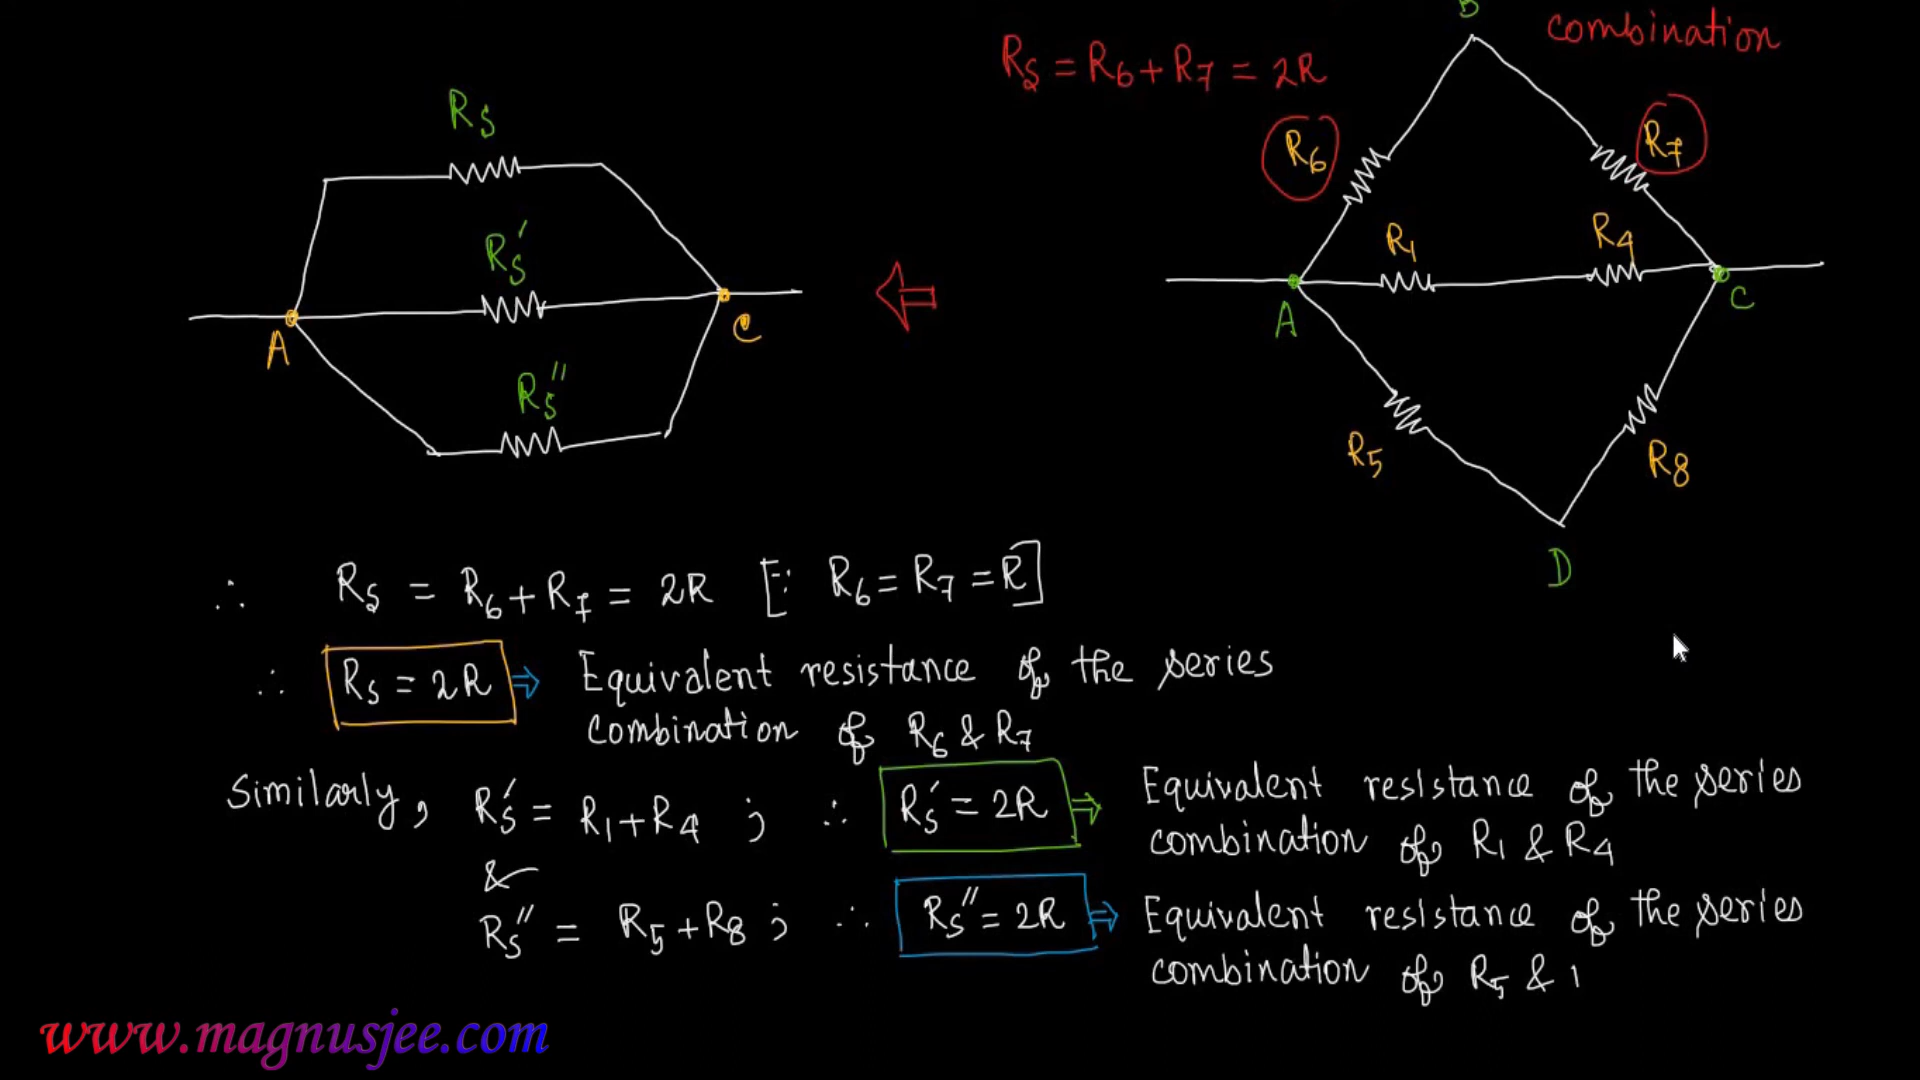 B
combination
Rs = R6 + R7 = 2R
Rs
R6
R7
Rs'
R1
R4
A
C
A
C
Rs''
R5
R8
D
∴ Rs = R6 + R7 = 2R [∵ R6 = R7 = R]
∴ Rs = 2R ⇒ Equivalent resistance of the series
combination of R6 & R7
Similarly, Rs' = R1 + R4 ; ∴ Rs' = 2R ⇒ Equivalent resistance of the series
combination of R1 & R4
&
Rs'' = R5 + R8 ; ∴ Rs'' = 2R ⇒ Equivalent resistance of the series
combination of R5 & 
www.magnusjee.com